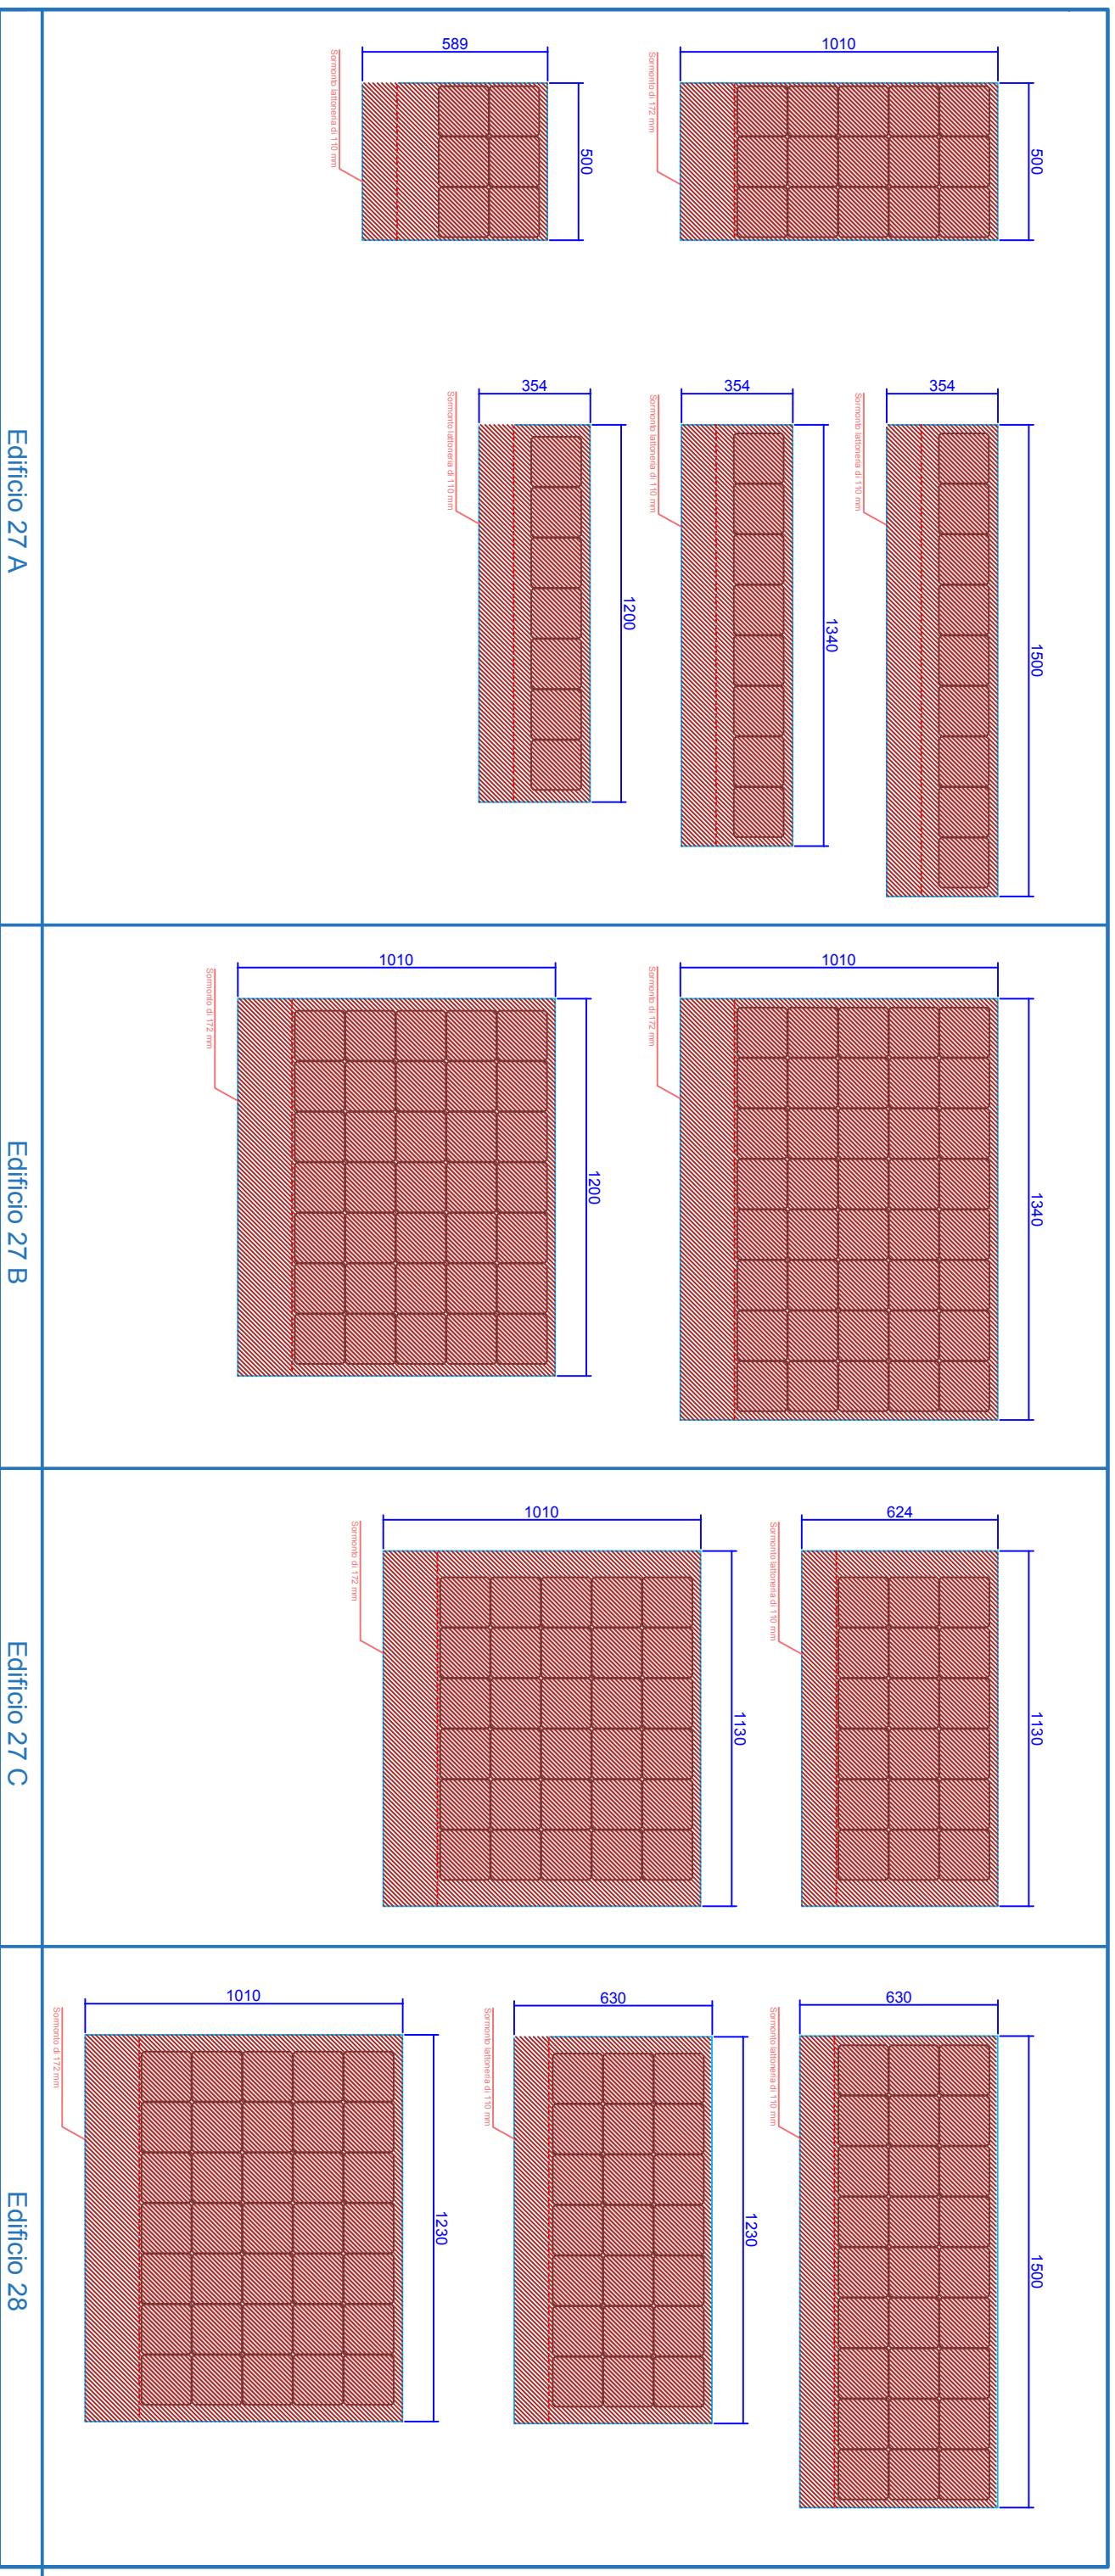 1010
500
Sormonto di 172 mm
589
500
Sormonto lattoneria di 110 mm
354
1500
Sormonto lattoneria di 110 mm
354
1340
Sormonto lattoneria di 110 mm
354
1200
Sormonto lattoneria di 110 mm
Edificio 27 A
1010
1340
Sormonto di 172 mm
1010
1200
Sormonto di 172 mm
Edificio 27 B
624
1130
Sormonto lattoneria di 110 mm
1010
1130
Sormonto di 172 mm
Edificio 27 C
630
1500
Sormonto lattoneria di 110 mm
630
1230
Sormonto lattoneria di 110 mm
1010
1230
Sormonto di 172 mm
Edificio 28